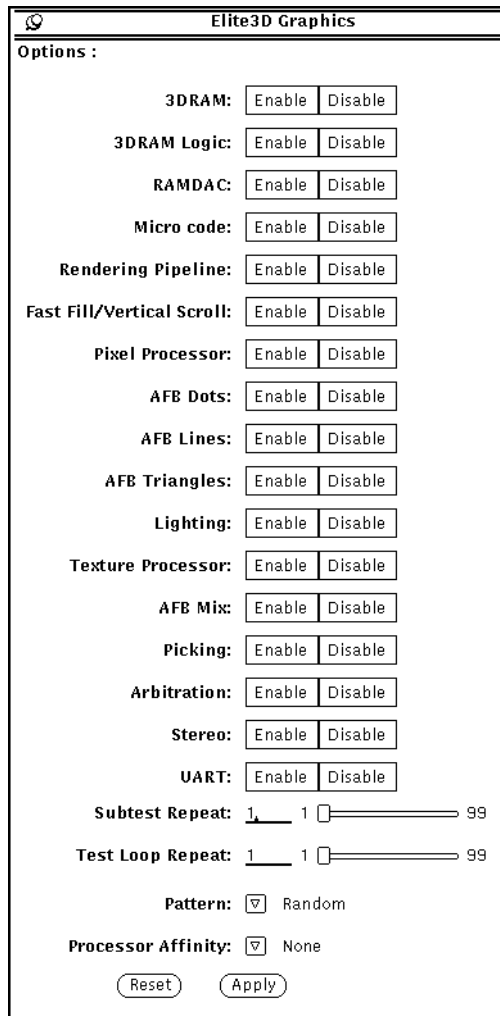 Elite3D Graphics
Options :
3DRAM: Enable Disable
3DRAM Logic: Enable Disable
RAMDAC: Enable Disable
Micro code: Enable Disable
Rendering Pipeline: Enable Disable
Fast Fill/Vertical Scroll: Enable Disable
Pixel Processor: Enable Disable
AFB Dots: Enable Disable
AFB Lines: Enable Disable
AFB Triangles: Enable Disable
Lighting: Enable Disable
Texture Processor: Enable Disable
AFB Mix: Enable Disable
Picking: Enable Disable
Arbitration: Enable Disable
Stereo: Enable Disable
UART: Enable Disable
Subtest Repeat: 1 1 99
Test Loop Repeat: 1 1 99
Pattern: Random
Processor Affinity: None
Reset Apply